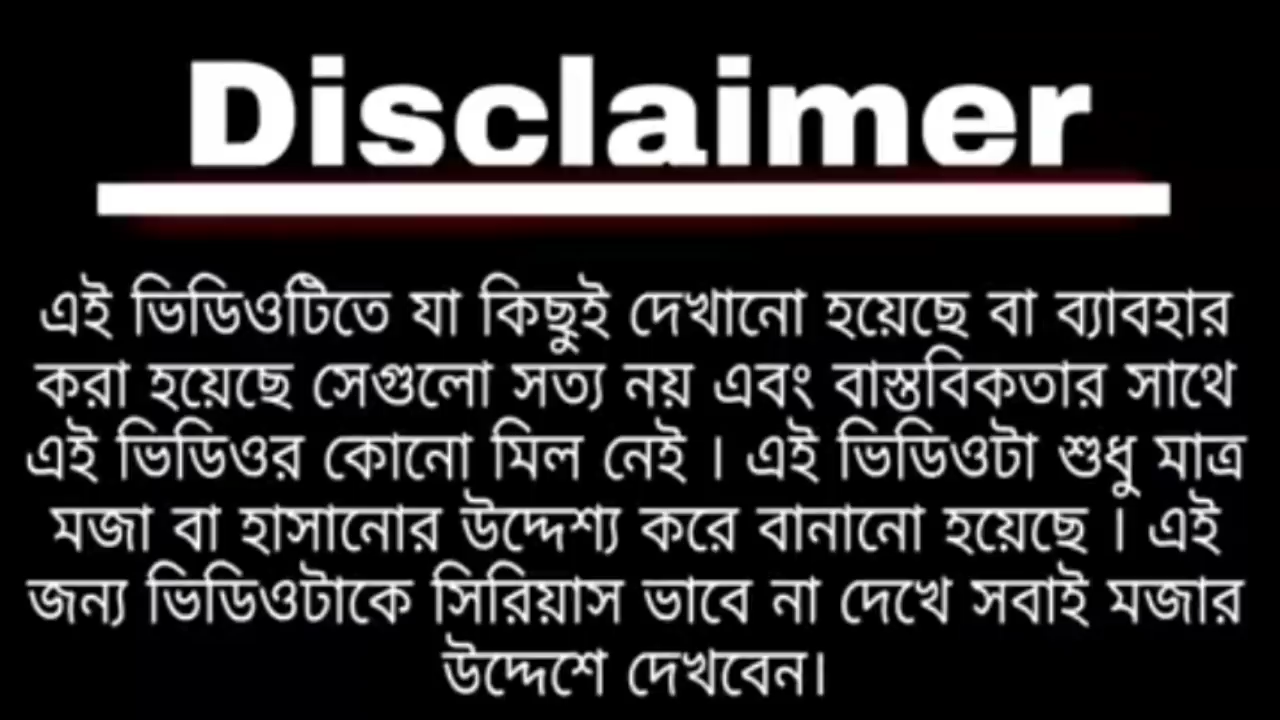 Disclaimer
এই ভিডিওটিতে যা কিছুই দেখানো হয়েছে বা ব্যাবহার
করা হয়েছে সেগুলো সত্য নয় এবং বাস্তবিকতার সাথে
এই ভিডিওর কোনো মিল নেই । এই ভিডিওটা শুধু মাত্র
মজা বা হাসানোর উদ্দেশ্য করে বানানো হয়েছে । এই
জন্য ভিডিওটাকে সিরিয়াস ভাবে না দেখে সবাই মজার
উদ্দেশে দেখবেন।